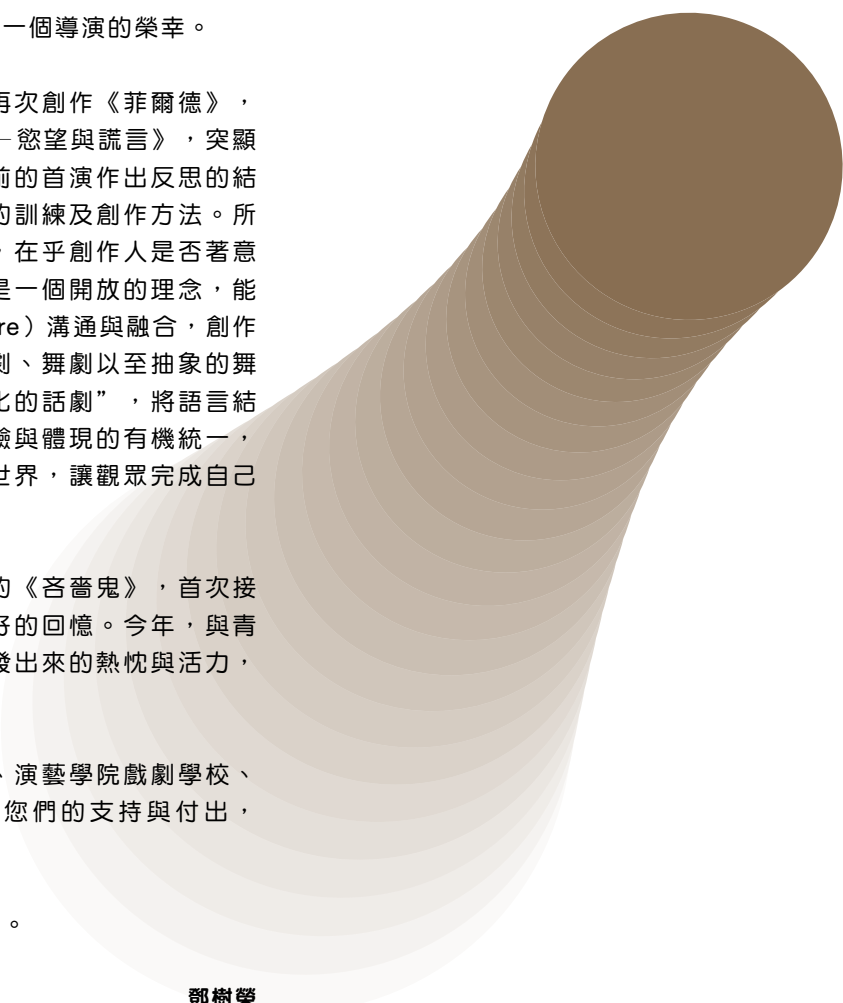 一個導演的榮幸。
再次創作《菲爾德》，
—慾望與謊言》，突顯
前的首演作出反思的結
的訓練及創作方法。所
，在乎創作人是否著意
是一個開放的理念，能
re）溝通與融合，創作
劇、舞劇以至抽象的舞
化的話劇”，將語言結
驗與體現的有機統一，
世界，讓觀眾完成自己
的《吝嗇鬼》，首次接
好的回憶。今年，與青
發出來的熱忱與活力，
、演藝學院戲劇學校、
您們的支持與付出，
。
鄧樹榮